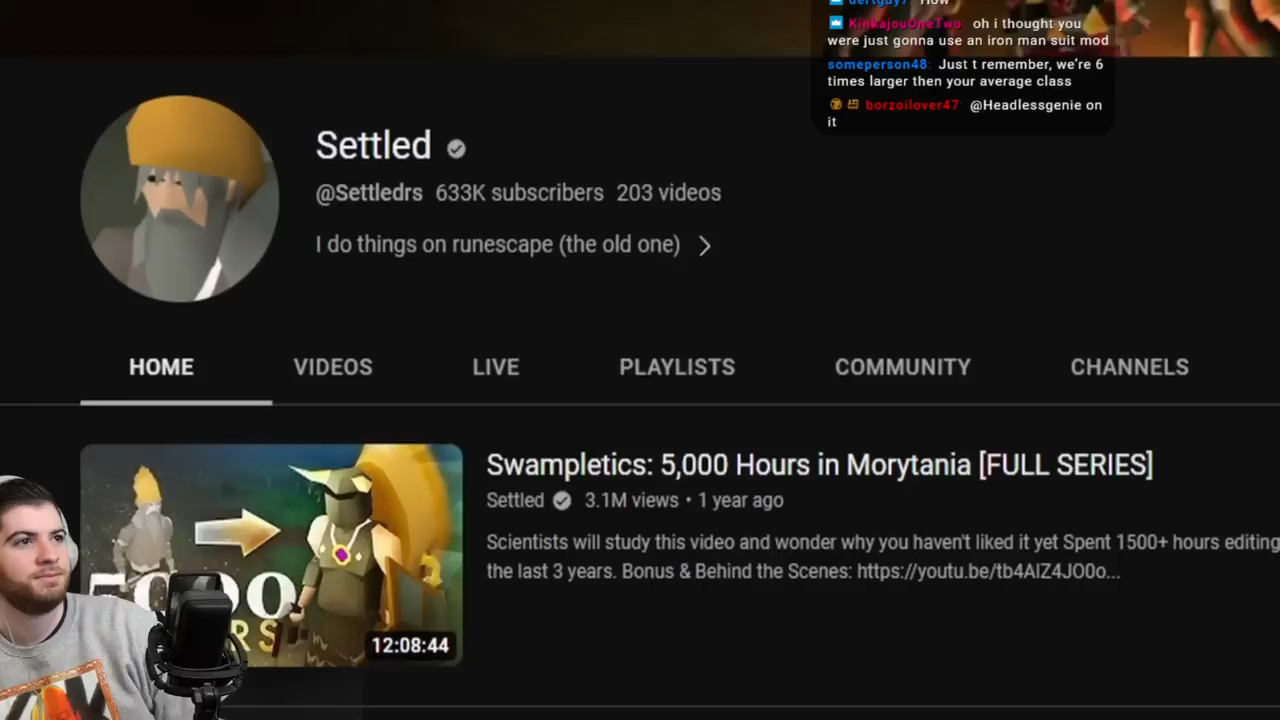 dertguy7: How
KinkajouOneTwo: oh i thought you
were just gonna use an iron man suit mod
someperson48: Just t remember, we're 6
times larger then your average class
borzoilover47: @Headlessgenie on
it
Settled
@Settledrs 633K subscribers 203 videos
I do things on runescape (the old one)
HOME VIDEOS LIVE PLAYLISTS COMMUNITY CHANNELS
Swampletics: 5,000 Hours in Morytania [FULL SERIES]
Settled 3.1M views • 1 year ago
Scientists will study this video and wonder why you haven't liked it yet Spent 1500+ hours editing
the last 3 years. Bonus & Behind the Scenes: https://youtu.be/tb4AlZ4JO0o...
12:08:44